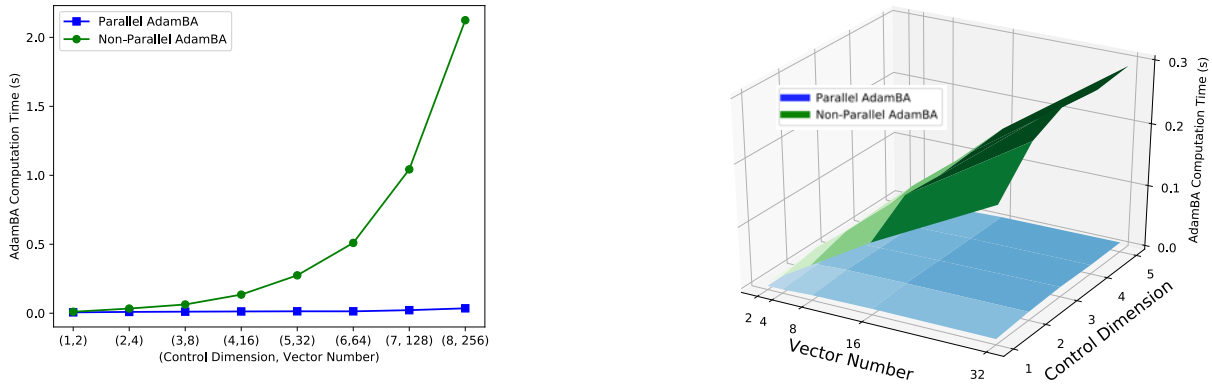 Parallel AdamBA
Non-Parallel AdamBA
AdamBA Computation Time (s)
2.0
1.5
1.0
0.5
0.0
(1,2) (2,4) (3,8) (4,16) (5,32) (6,64) (7, 128) (8, 256)
(Control Dimension, Vector Number)
Parallel AdamBA
Non-Parallel AdamBA
0.3
0.2
0.1
0.0
AdamBA Computation Time (s)
2 4 8 16 32
Vector Number
1 2 3 4 5
Control Dimension